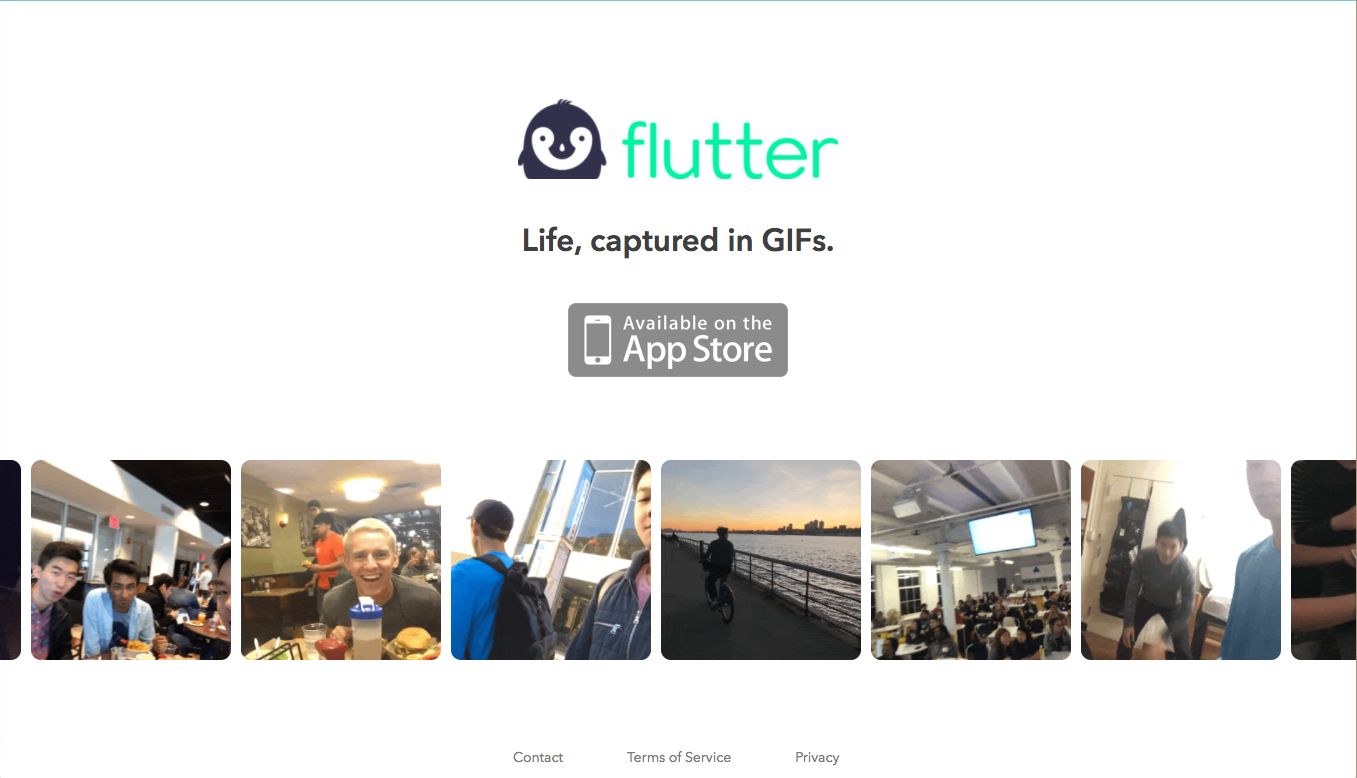 flutter
Life, captured in GIFs.
Available on the
App Store
Contact Terms of Service Privacy